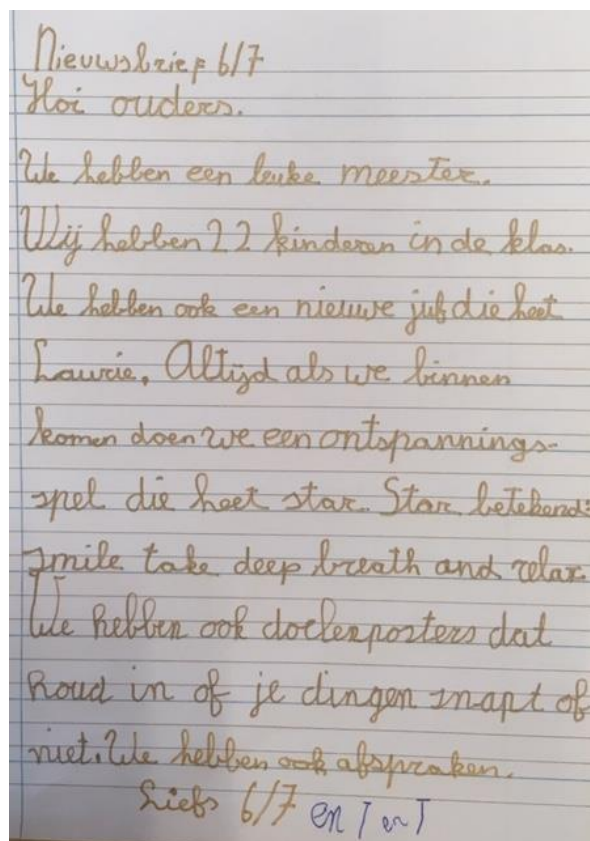 Nieuwsbrief 6/7
Hoi ouders.
We hebben een leuke meester.
Wij hebben 22 kinderen in de klas.
We hebben ook een nieuwe juf die heet
Laurie. Altijd als we binnen
komen doen we een ontspannings-
spel die heet star. Star betekend:
smile take deep breath and relax.
We hebben ook doelenposters dat
houd in of je dingen snapt of
niet. We hebben ook afspraken.
Liefs 6/7 en T en T